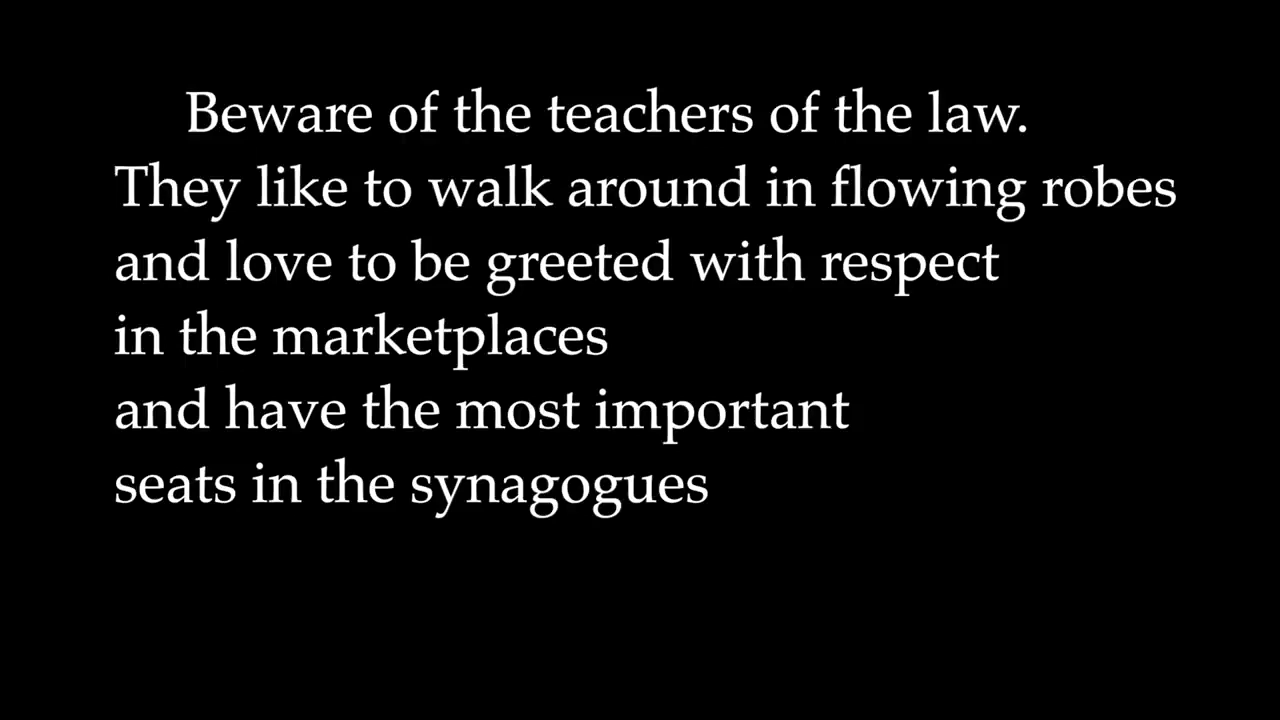 Beware of the teachers of the law.
They like to walk around in flowing robes
and love to be greeted with respect
in the marketplaces
and have the most important
seats in the synagogues